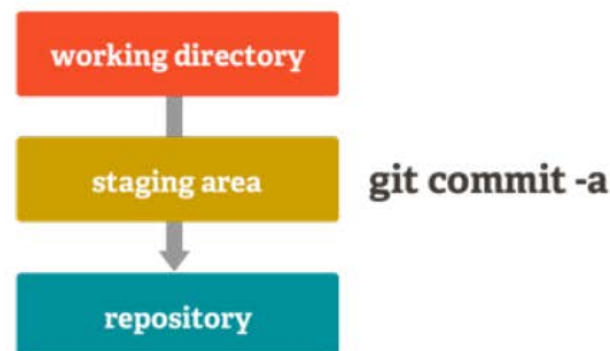 working directory
staging area
git commit -a
repository